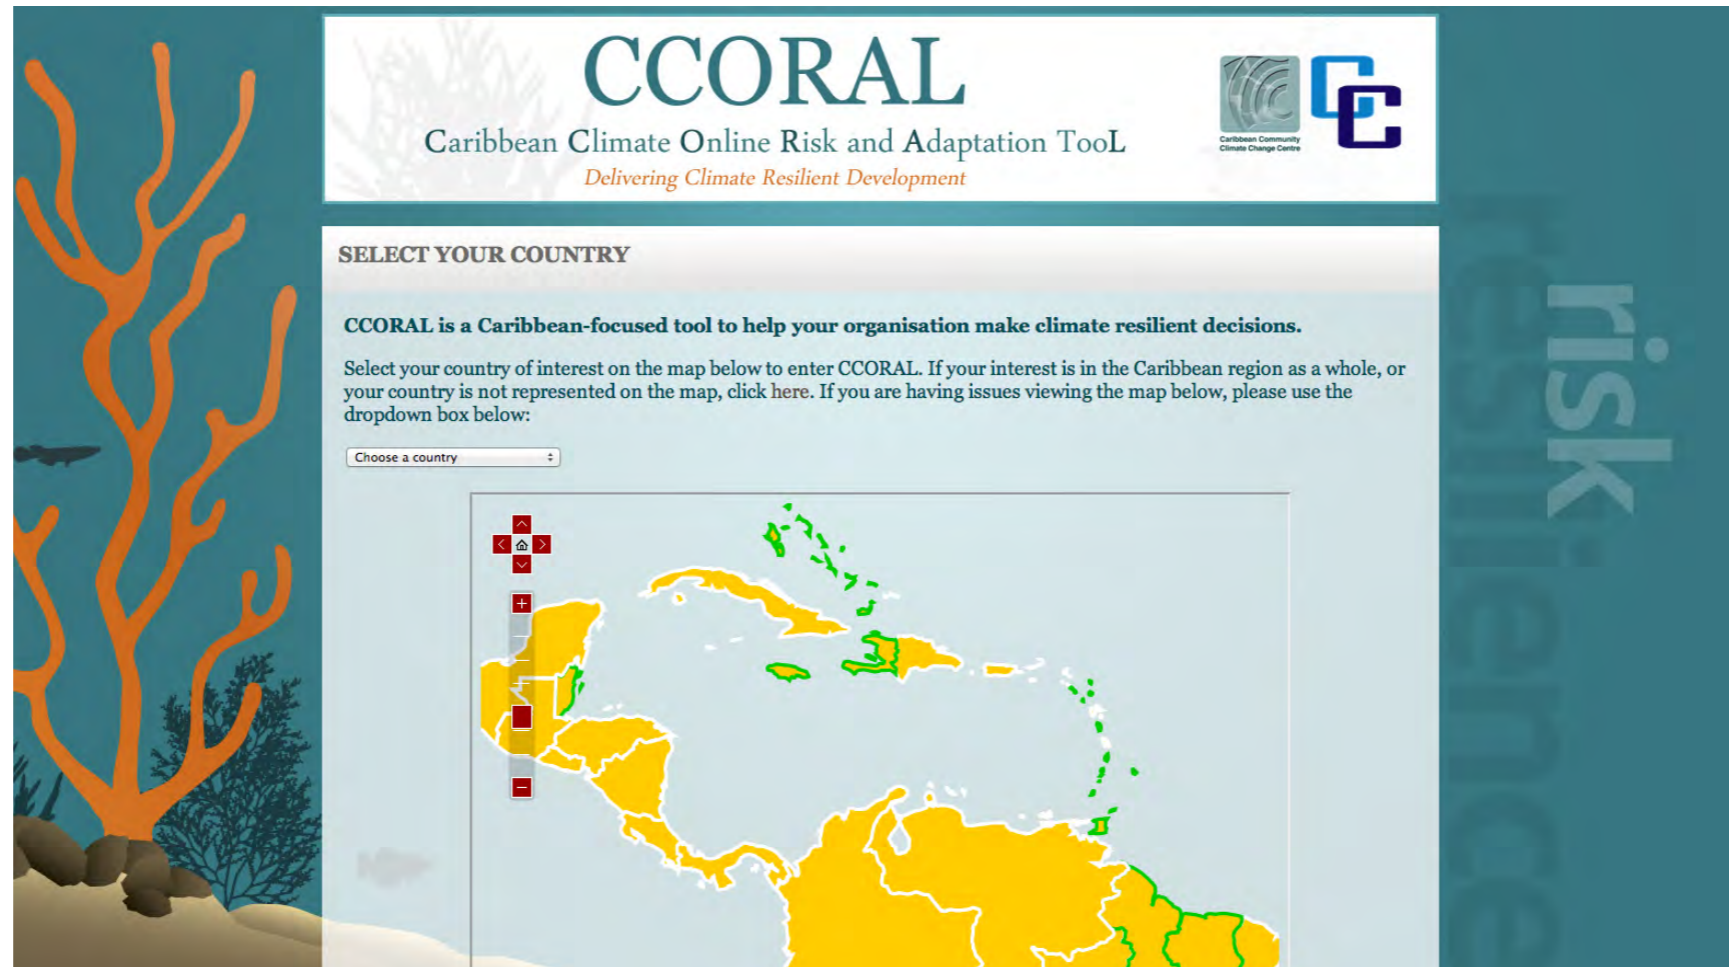 CCORAL
Caribbean Climate Online Risk and Adaptation TooL
Delivering Climate Resilient Development
Caribbean Community
Climate Change Centre
CC
SELECT YOUR COUNTRY
CCORAL is a Caribbean-focused tool to help your organisation make climate resilient decisions.
Select your country of interest on the map below to enter CCORAL. If your interest is in the Caribbean region as a whole, or
your country is not represented on the map, click here. If you are having issues viewing the map below, please use the
dropdown box below:
Choose a country
risk
resilience